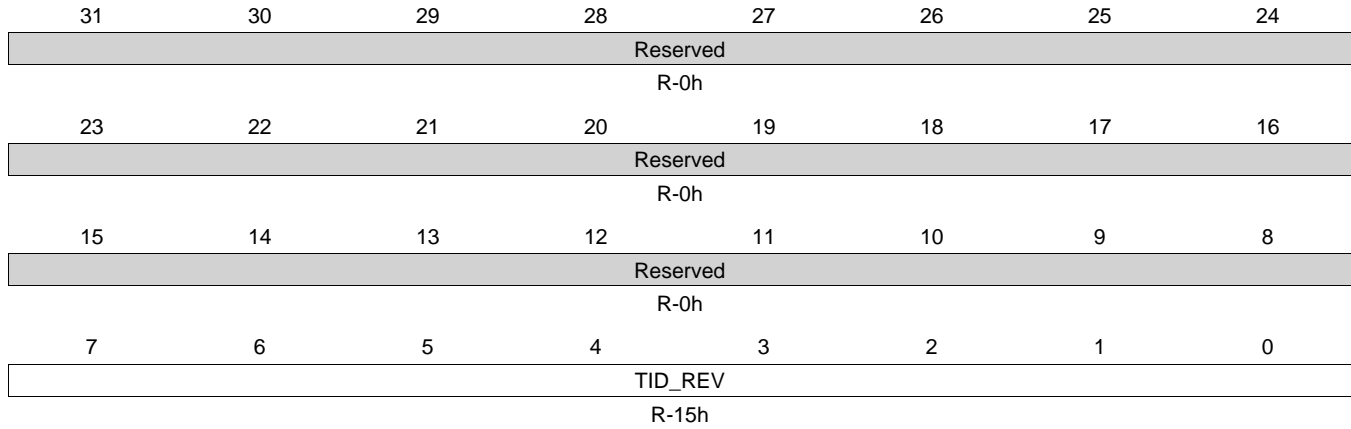 31 30 29 28 27 26 25 24
Reserved
R-0h
23 22 21 20 19 18 17 16
Reserved
R-0h
15 14 13 12 11 10 9 8
Reserved
R-0h
7 6 5 4 3 2 1 0
TID_REV
R-15h